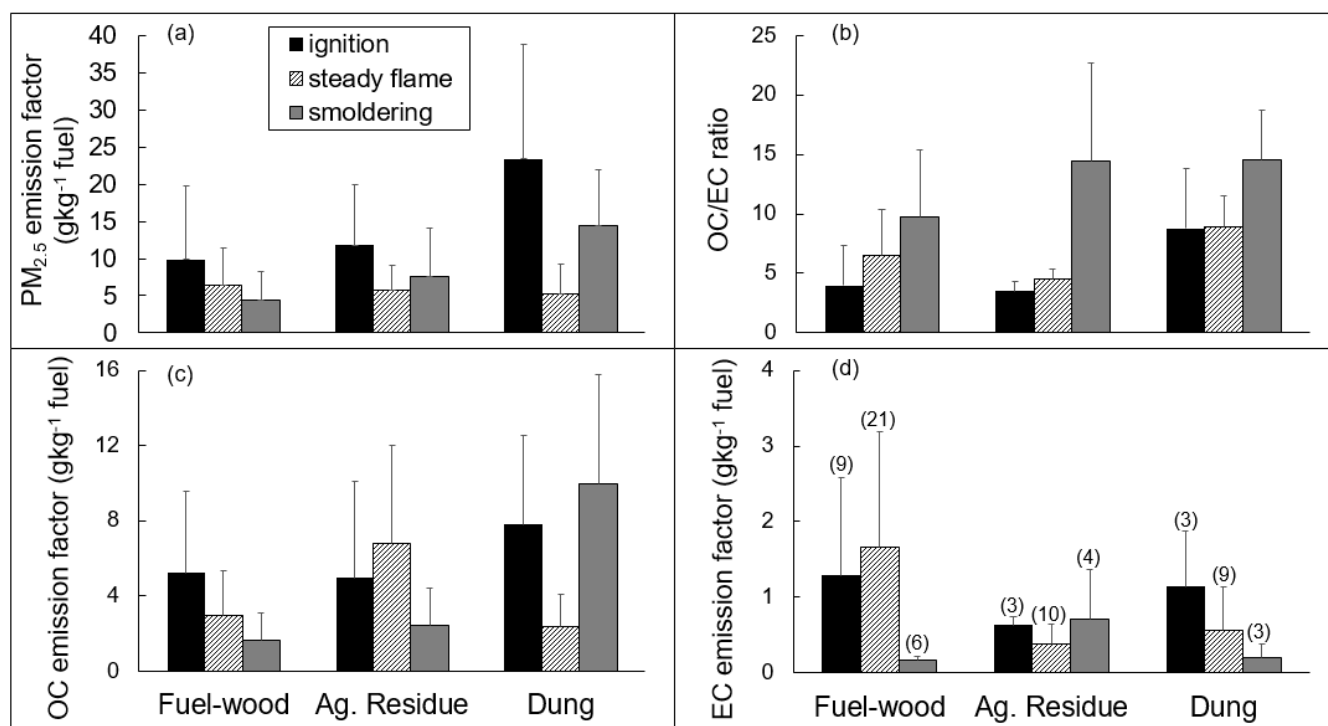 (a)
PM2.5 emission factor
(gkg-1 fuel)
40
35
30
25
20
15
10
5
0
ignition
steady flame
smoldering
(b)
OC/EC ratio
25
20
15
10
5
0
(c)
OC emission factor (gkg-1 fuel)
16
12
8
4
0
Fuel-wood Ag. Residue Dung
(d)
EC emission factor (gkg-1 fuel)
4
3
2
1
0
(9) (21) (6) (3) (10) (4) (3) (9) (3)
Fuel-wood Ag. Residue Dung